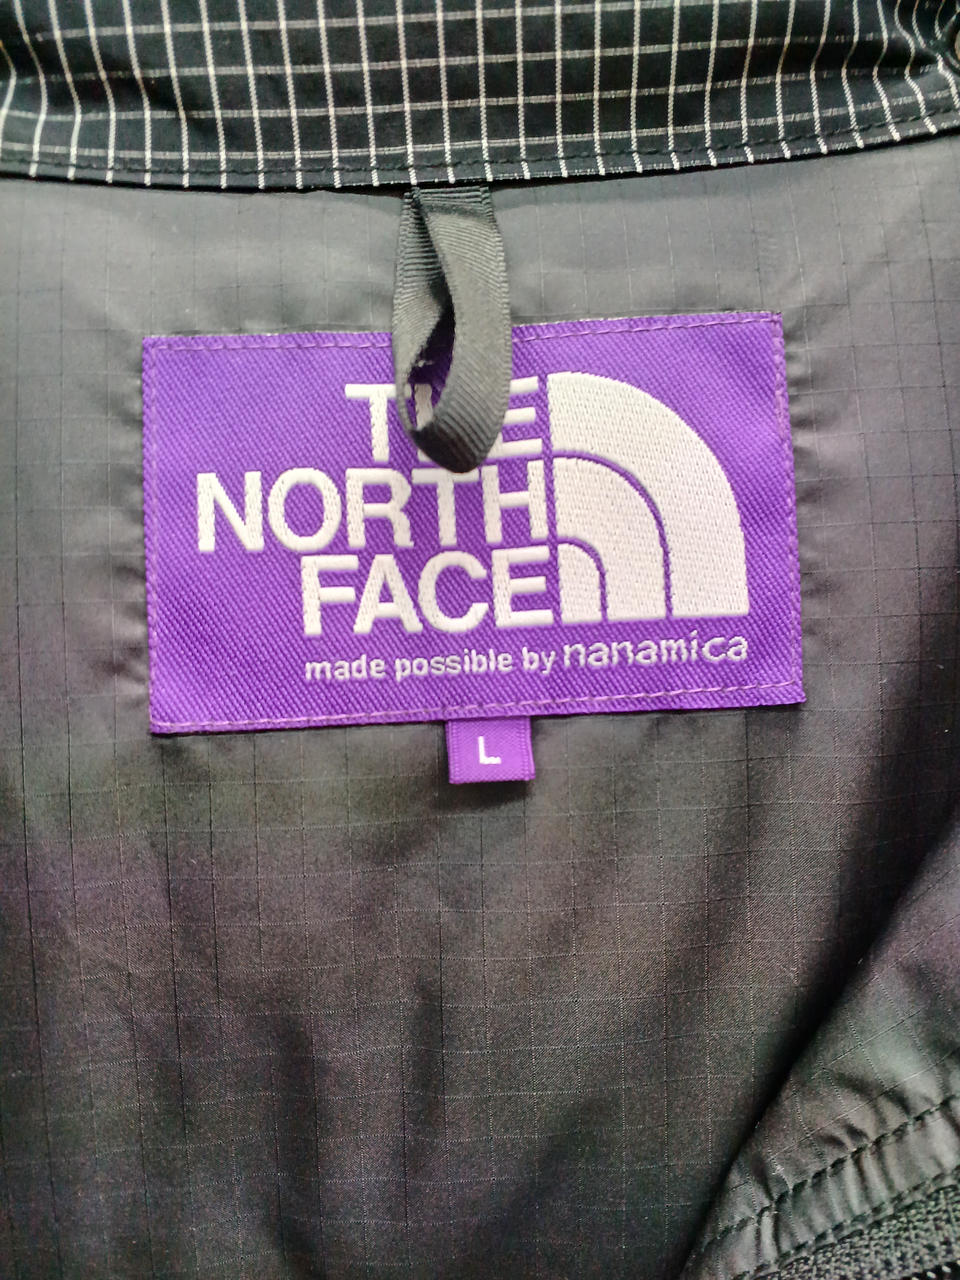 THE
NORTH
FACE
made possible by nanamica
L